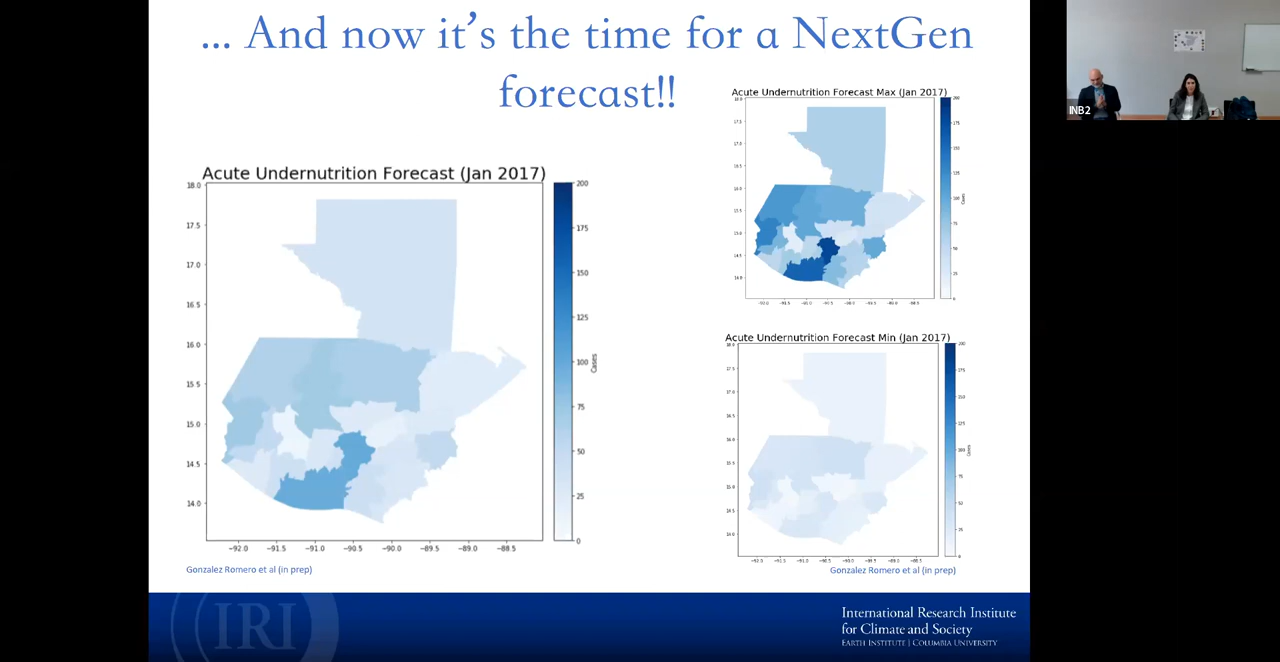 ... And now it's the time for a NextGen
forecast!!
Acute Undernutrition Forecast (Jan 2017)
18.0
17.5
17.0
16.5
16.0
15.5
15.0
14.5
14.0
−92.0 −91.5 −91.0 −90.5 −90.0 −89.5 −89.0 −88.5
200
175
150
125
100
75
50
25
0
Cases
Gonzalez Romero et al (in prep)
Acute Undernutrition Forecast Max (Jan 2017)
Cases
Acute Undernutrition Forecast Min (Jan 2017)
Cases
Gonzalez Romero et al (in prep)
IRI
International Research Institute
for Climate and Society
EARTH INSTITUTE | COLUMBIA UNIVERSITY
INB2